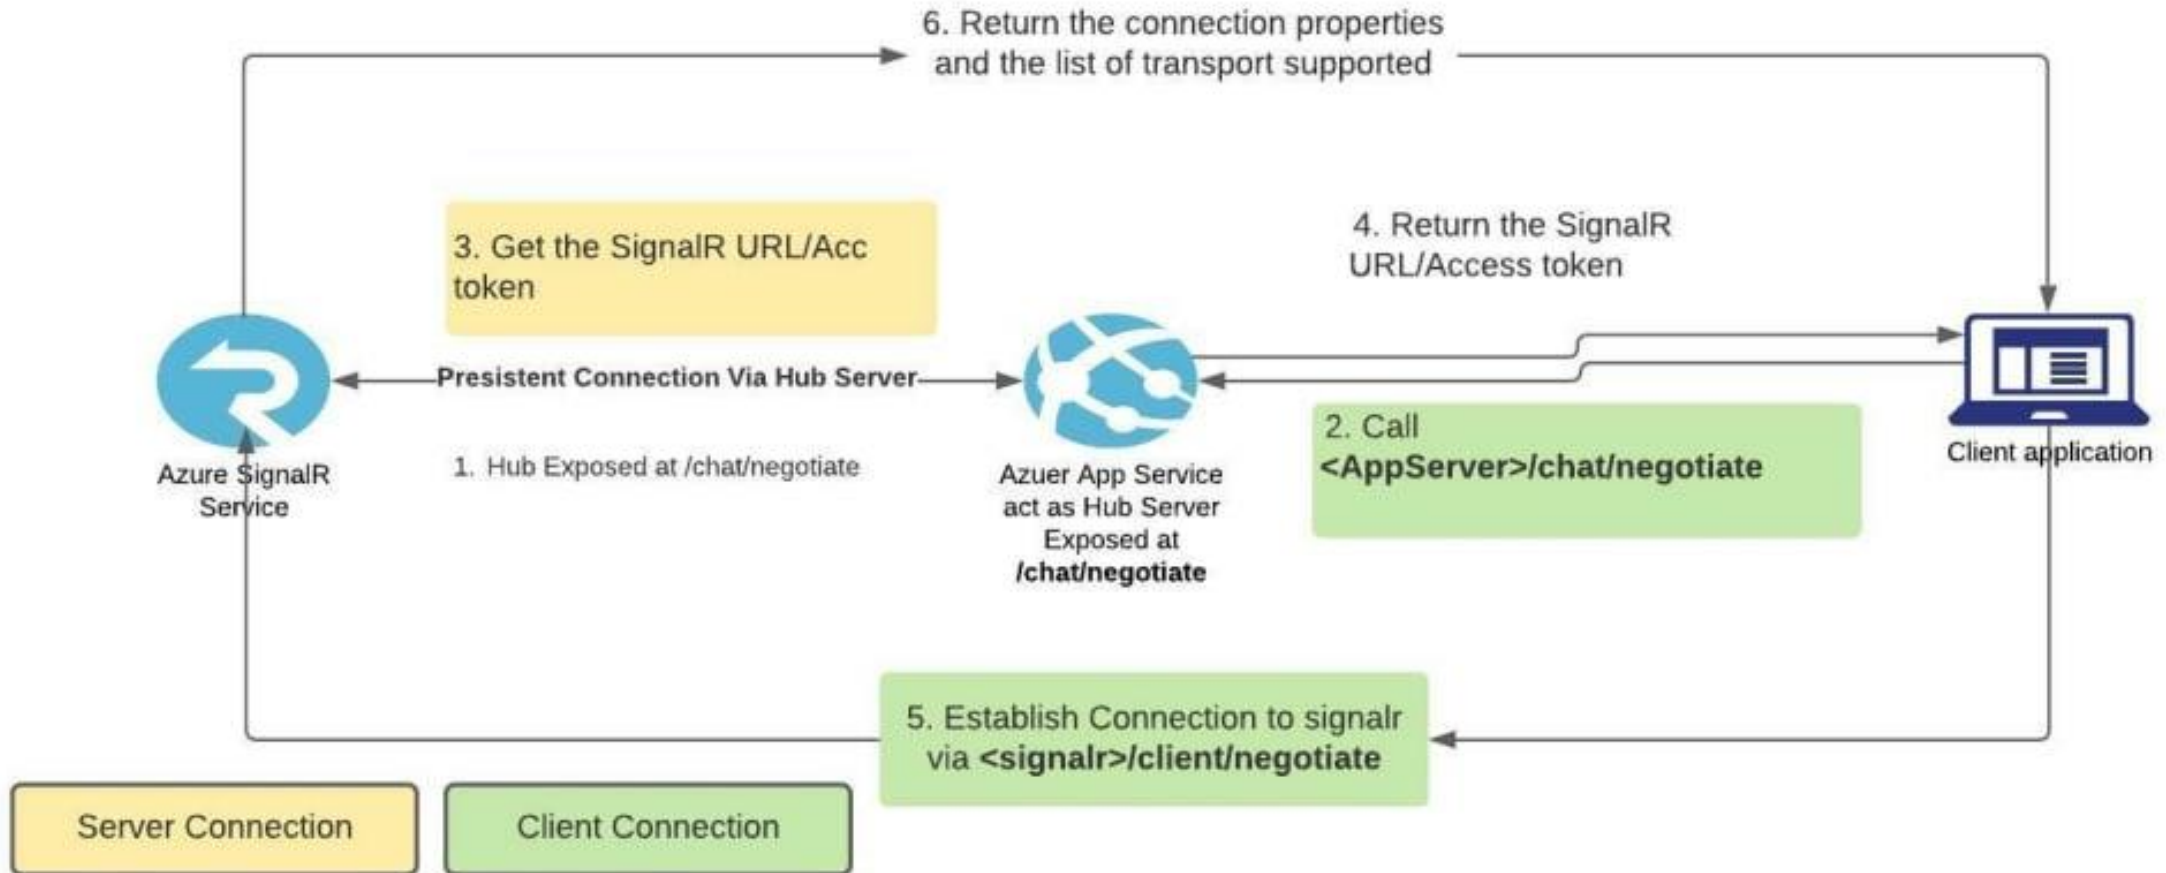 6. Return the connection properties
and the list of transport supported
3. Get the SignalR URL/Acc
token
4. Return the SignalR
URL/Access token
Presistent Connection Via Hub Server
2. Call
<AppServer>/chat/negotiate
1. Hub Exposed at /chat/negotiate
Azure SignalR
Service
Azuer App Service
act as Hub Server
Exposed at
/chat/negotiate
Client application
5. Establish Connection to signalr
via <signalr>/client/negotiate
Server Connection
Client Connection